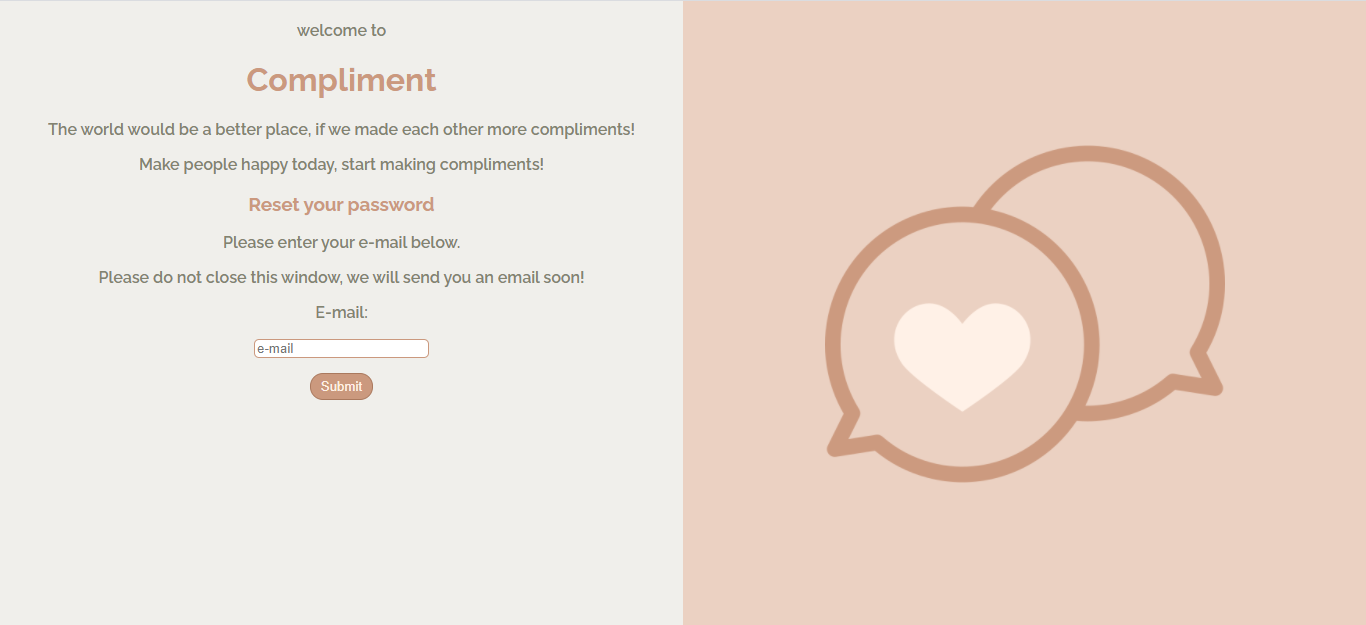 welcome to
Compliment
The world would be a better place, if we made each other more compliments!
Make people happy today, start making compliments!
Reset your password
Please enter your e-mail below.
Please do not close this window, we will send you an email soon!
E-mail:
e-mail
Submit